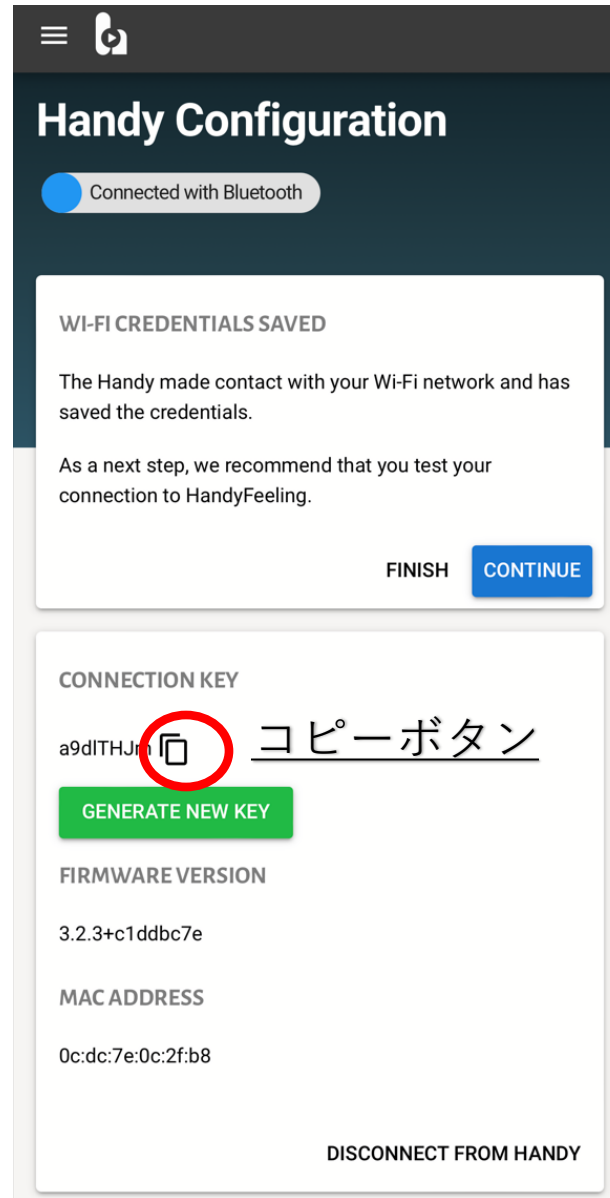 Handy Configuration
Connected with Bluetooth
WI-FI CREDENTIALS SAVED
The Handy made contact with your Wi-Fi network and has
saved the credentials.
As a next step, we recommend that you test your
connection to HandyFeeling.
FINISH CONTINUE
CONNECTION KEY
コピーボタン
GENERATE NEW KEY
FIRMWARE VERSION
3.2.3+c1ddbc7e
MAC ADDRESS
0c:dc:7e:0c:2f:b8
DISCONNECT FROM HANDY